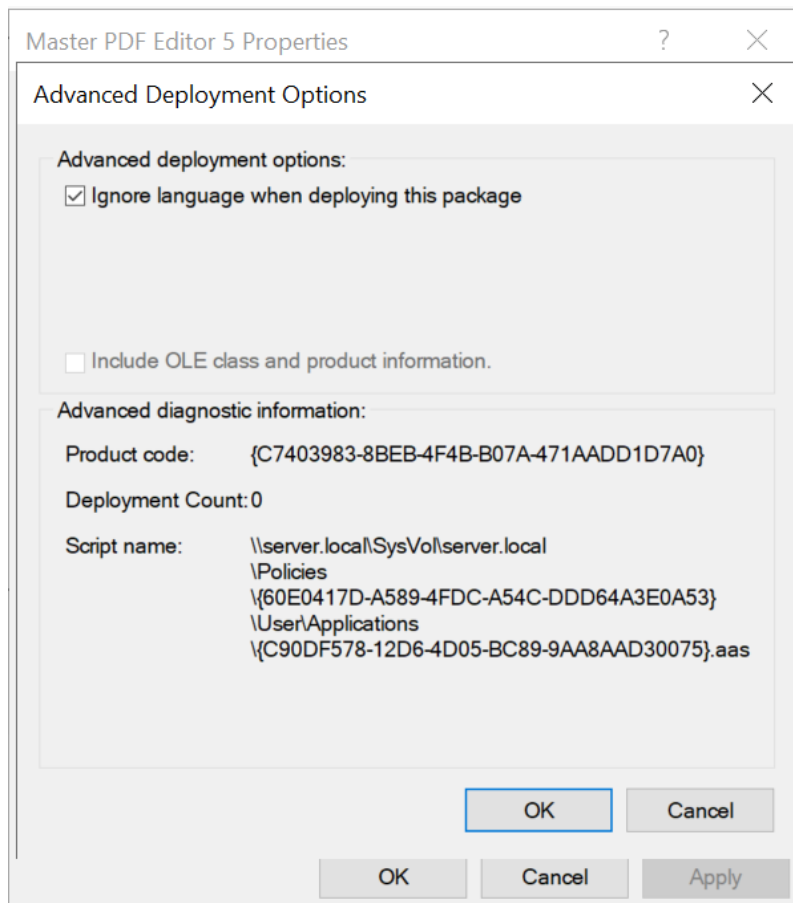 Master PDF Editor 5 Properties ?
Advanced Deployment Options
Advanced deployment options:
Ignore language when deploying this package
Include OLE class and product information.
Advanced diagnostic information:
Product code: {C7403983-8BEB-4F4B-B07A-471AADD1D7A0}
Deployment Count: 0
Script name: \\server.local\SysVol\server.local
\Policies
\{60E0417D-A589-4FDC-A54C-DDD64A3E0A53}
\User\Applications
\{C90DF578-12D6-4D05-BC89-9AA8AAD30075}.aas
OK Cancel
OK Cancel Apply